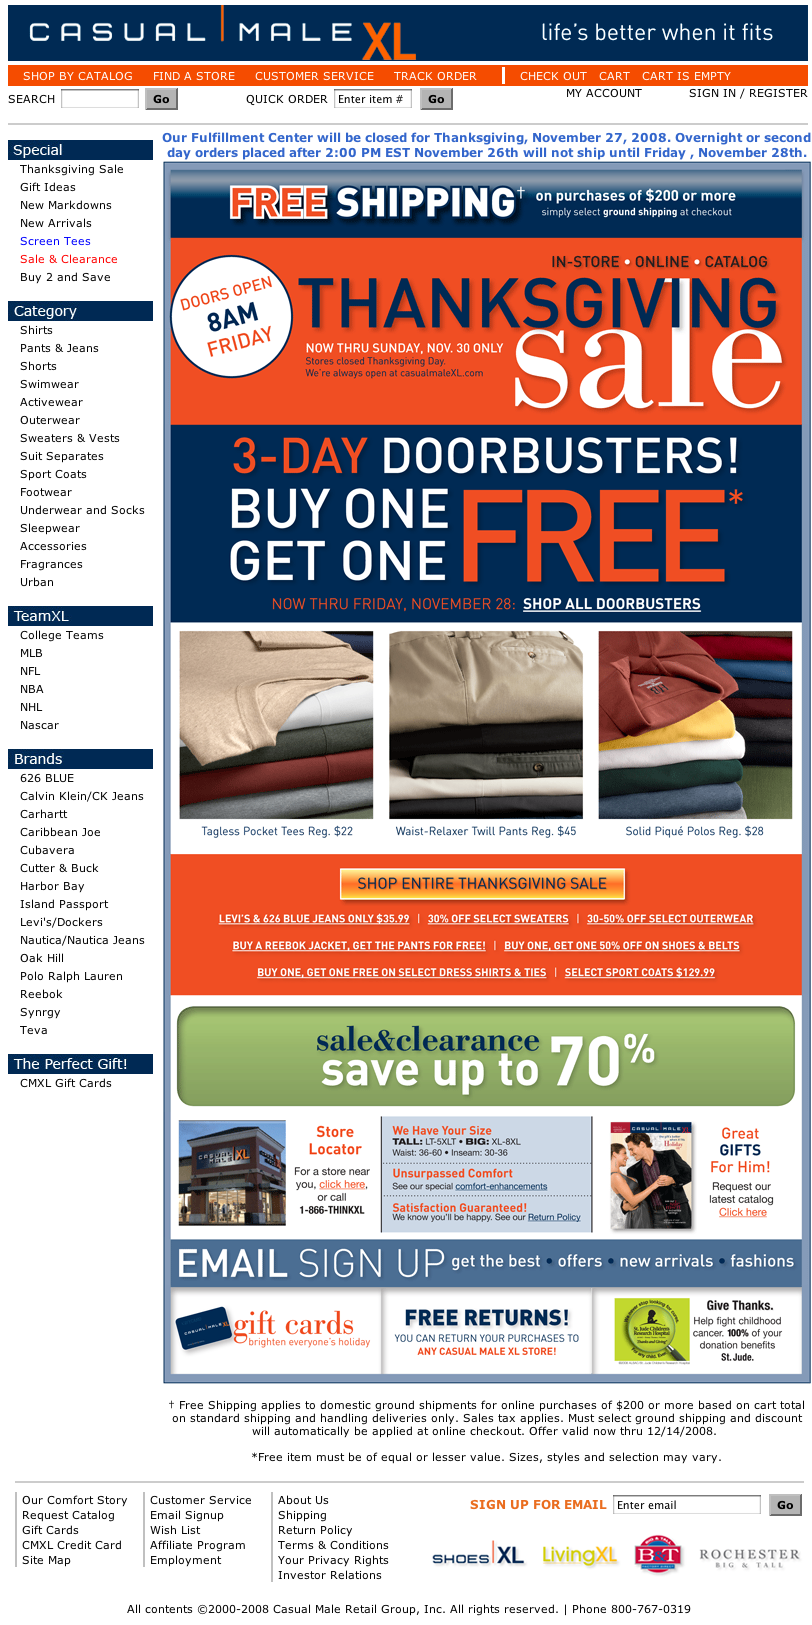 CASUAL MALE XL
life's better when it fits
SHOP BY CATALOG FIND A STORE CUSTOMER SERVICE TRACK ORDER CHECK OUT CART CART IS EMPTY
SEARCH Go QUICK ORDER Enter item # Go MY ACCOUNT SIGN IN / REGISTER
Special
Thanksgiving Sale
Gift Ideas
New Markdowns
New Arrivals
Screen Tees
Sale & Clearance
Buy 2 and Save
Category
Shirts
Pants & Jeans
Shorts
Swimwear
Activewear
Outerwear
Sweaters & Vests
Suit Separates
Sport Coats
Footwear
Underwear and Socks
Sleepwear
Accessories
Fragrances
Urban
TeamXL
College Teams
MLB
NFL
NBA
NHL
Nascar
Brands
626 BLUE
Calvin Klein/CK Jeans
Carhartt
Caribbean Joe
Cubavera
Cutter & Buck
Harbor Bay
Island Passport
Levi's/Dockers
Nautica/Nautica Jeans
Oak Hill
Polo Ralph Lauren
Reebok
Synrgy
Teva
The Perfect Gift!
CMXL Gift Cards
Our Fulfillment Center will be closed for Thanksgiving, November 27, 2008. Overnight or second
day orders placed after 2:00 PM EST November 26th will not ship until Friday , November 28th.
FREE SHIPPING† on purchases of $200 or more
simply select ground shipping at checkout
DOORS OPEN
8AM
FRIDAY
IN-STORE • ONLINE • CATALOG
THANKSGIVING
sale
NOW THRU SUNDAY, NOV. 30 ONLY
Stores closed Thanksgiving Day.
We're always open at casualmaleXL.com
3-DAY DOORBUSTERS!
BUY ONE
GET ONE
FREE*
NOW THRU FRIDAY, NOVEMBER 28: SHOP ALL DOORBUSTERS
Tagless Pocket Tees Reg. $22
Waist-Relaxer Twill Pants Reg. $45
Solid Piqué Polos Reg. $28
SHOP ENTIRE THANKSGIVING SALE
LEVI'S & 626 BLUE JEANS ONLY $35.99 | 30% OFF SELECT SWEATERS | 30-50% OFF SELECT OUTERWEAR
BUY A REEBOK JACKET, GET THE PANTS FOR FREE! | BUY ONE, GET ONE 50% OFF ON SHOES & BELTS
BUY ONE, GET ONE FREE ON SELECT DRESS SHIRTS & TIES | SELECT SPORT COATS $129.99
sale&clearance
save up to 70%
CASUAL MALE XL
Store
Locator
For a store near
you, click here,
or call
1-866-THINKXL
We Have Your Size
TALL: LT-5XLT • BIG: XL-8XL
Waist: 36-60 • Inseam: 30-36
Unsurpassed Comfort
See our special comfort-enhancements
Satisfaction Guaranteed!
We know you'll be happy. See our Return Policy
CASUAL MALE XL
Holiday
Great
GIFTS
For Him!
Request our
latest catalog
Click here
EMAIL SIGN UP get the best • offers • new arrivals • fashions
CASUAL MALE XL
gift cards
brighten everyone's holiday
FREE RETURNS!
YOU CAN RETURN YOUR PURCHASES TO
ANY CASUAL MALE XL STORE!
St. Jude Children's
Research Hospital
Give Thanks.
Help fight childhood
cancer. 100% of your
donation benefits
St. Jude.
† Free Shipping applies to domestic ground shipments for online purchases of $200 or more based on cart total
on standard shipping and handling deliveries only. Sales tax applies. Must select ground shipping and discount
will automatically be applied at online checkout. Offer valid now thru 12/14/2008.
*Free item must be of equal or lesser value. Sizes, styles and selection may vary.
Our Comfort Story
Request Catalog
Gift Cards
CMXL Credit Card
Site Map
Customer Service
Email Signup
Wish List
Affiliate Program
Employment
About Us
Shipping
Return Policy
Terms & Conditions
Your Privacy Rights
Investor Relations
SIGN UP FOR EMAIL Enter email Go
SHOES XL
LivingXL
B&T
ROCHESTER
BIG & TALL
All contents ©2000-2008 Casual Male Retail Group, Inc. All rights reserved. | Phone 800-767-0319